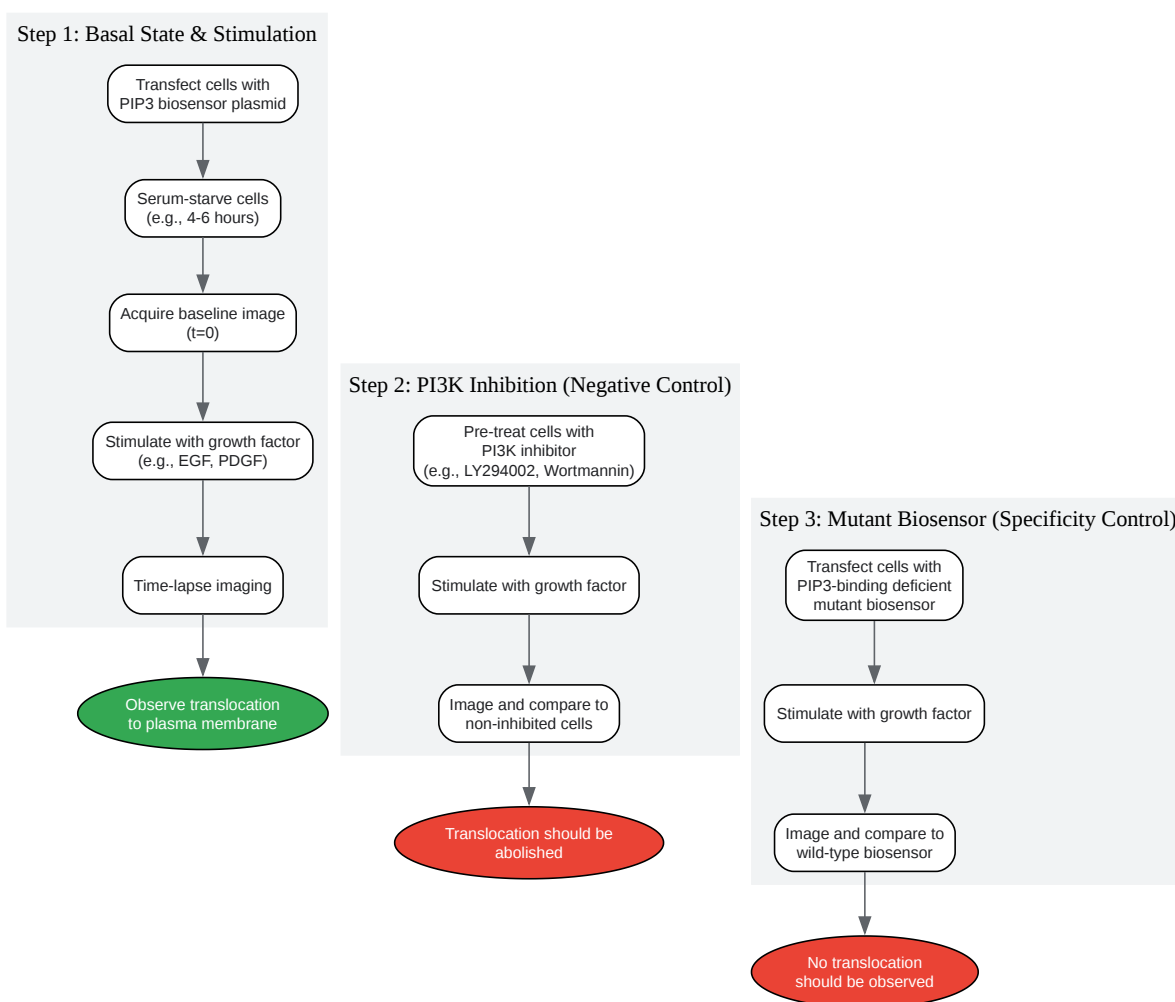 Step 1: Basal State & Stimulation
Transfect cells with
PIP3 biosensor plasmid
Serum-starve cells
(e.g., 4-6 hours)
Acquire baseline image
(t=0)
Stimulate with growth factor
(e.g., EGF, PDGF)
Time-lapse imaging
Observe translocation
to plasma membrane
Step 2: PI3K Inhibition (Negative Control)
Pre-treat cells with
PI3K inhibitor
(e.g., LY294002, Wortmannin)
Stimulate with growth factor
Image and compare to
non-inhibited cells
Translocation should be
abolished
Step 3: Mutant Biosensor (Specificity Control)
Transfect cells with
PIP3-binding deficient
mutant biosensor
Stimulate with growth factor
Image and compare to
wild-type biosensor
No translocation
should be observed